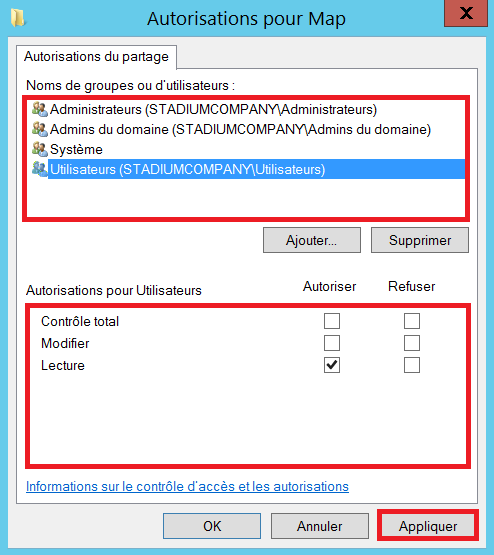 Autorisations pour Map
X
Autorisations du partage
Noms de groupes ou d'utilisateurs :
Administrateurs (STADIUMCOMPANY\Administrateurs)
Admins du domaine (STADIUMCOMPANY\Admins du domaine)
Système
Utilisateurs (STADIUMCOMPANY\Utilisateurs)
Ajouter... Supprimer
Autorisations pour Utilisateurs Autoriser Refuser
Contrôle total
Modifier
Lecture
Informations sur le contrôle d'accès et les autorisations
OK Annuler Appliquer